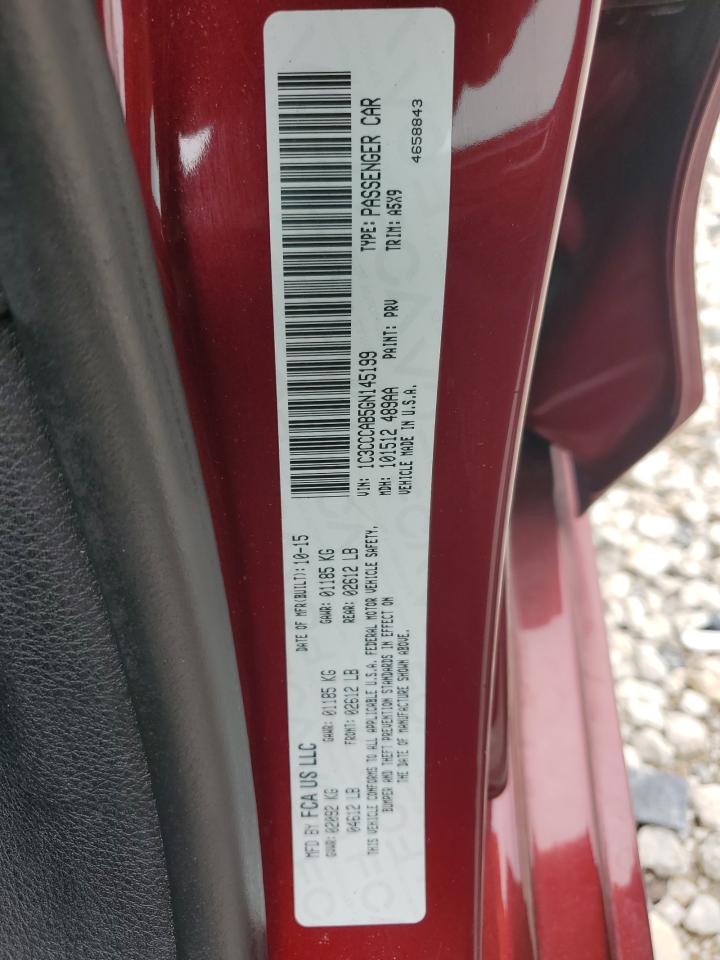 MFD BY FCA US LLC
DATE OF MFR(BUILT):10-15
GVWR: 02092 KG
GAWR: 01185 KG
GAWR: 01185 KG
04612 LB
FRONT: 02612 LB
REAR: 02612 LB
THIS VEHICLE CONFORMS TO ALL APPLICABLE U.S.A. FEDERAL MOTOR VEHICLE SAFETY,
BUMPER AND THEFT PREVENTION STANDARDS IN EFFECT ON
THE DATE OF MANUFACTURE SHOWN ABOVE.
VIN: 1C3CCCAB5GN145199
TYPE: PASSENGER CAR
MDH: 101512 489AA
PAINT: PRV
TRIM: A5X9
VEHICLE MADE IN U.S.A.
4658843